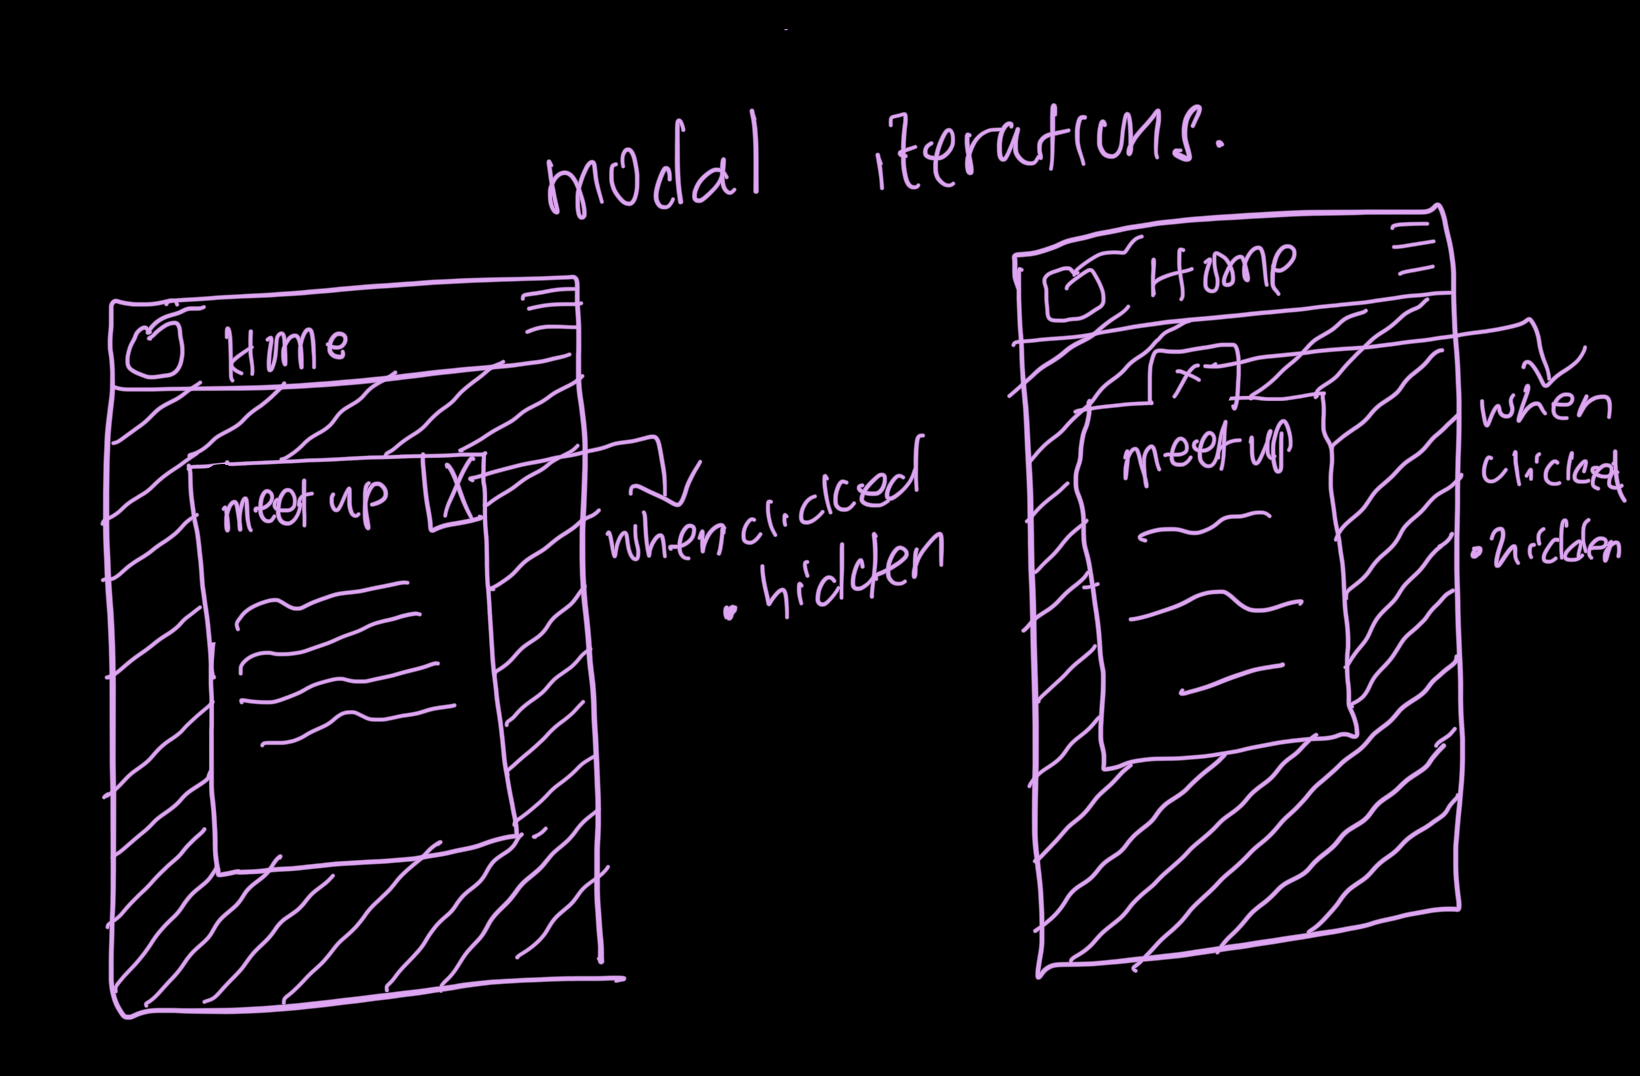 modal iterations.
Home
meet up X
when clicked
• hidden
Home
X
meet up
when
clicked
• hidden